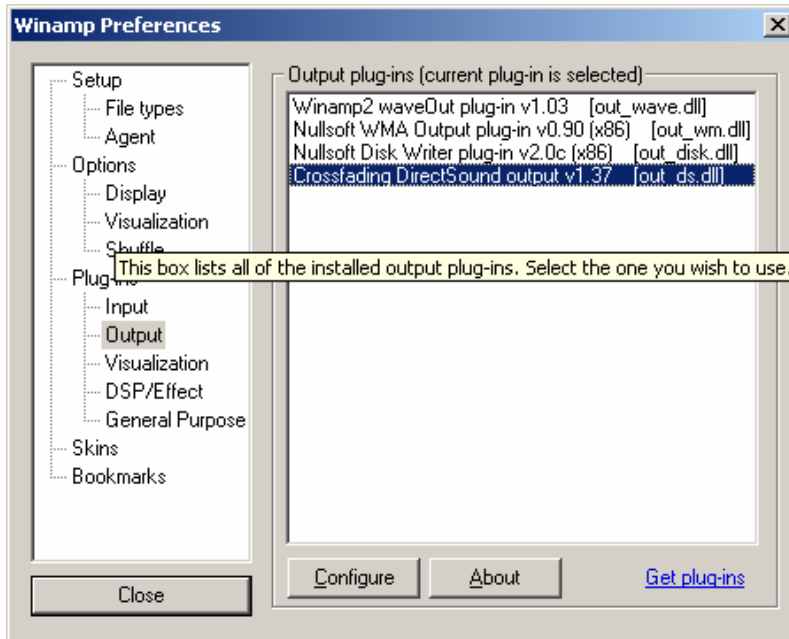 Winamp Preferences
Setup
File types
Agent
Options
Display
Visualization
Shuffle
Plug-ins
Input
Output
Visualization
DSP/Effect
General Purpose
Skins
Bookmarks
Close
Output plug-ins (current plug-in is selected)
Winamp2 waveOut plug-in v1.03 [out_wave.dll]
Nullsoft WMA Output plug-in v0.90 (x86) [out_wm.dll]
Nullsoft Disk Writer plug-in v2.0c (x86) [out_disk.dll]
Crossfading DirectSound output v1.37 [out_ds.dll]
This box lists all of the installed output plug-ins. Select the one you wish to use.
Configure
About
Get plug-ins